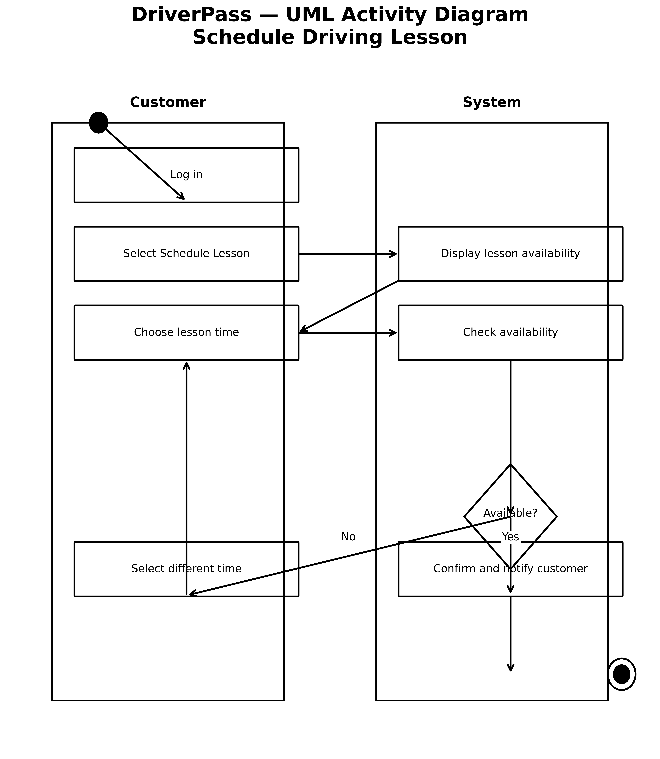 DriverPass — UML Activity Diagram
Schedule Driving Lesson
Customer
System
Log in
Select Schedule Lesson
Display lesson availability
Choose lesson time
Check availability
Available?
No
Yes
Select different time
Confirm and notify customer